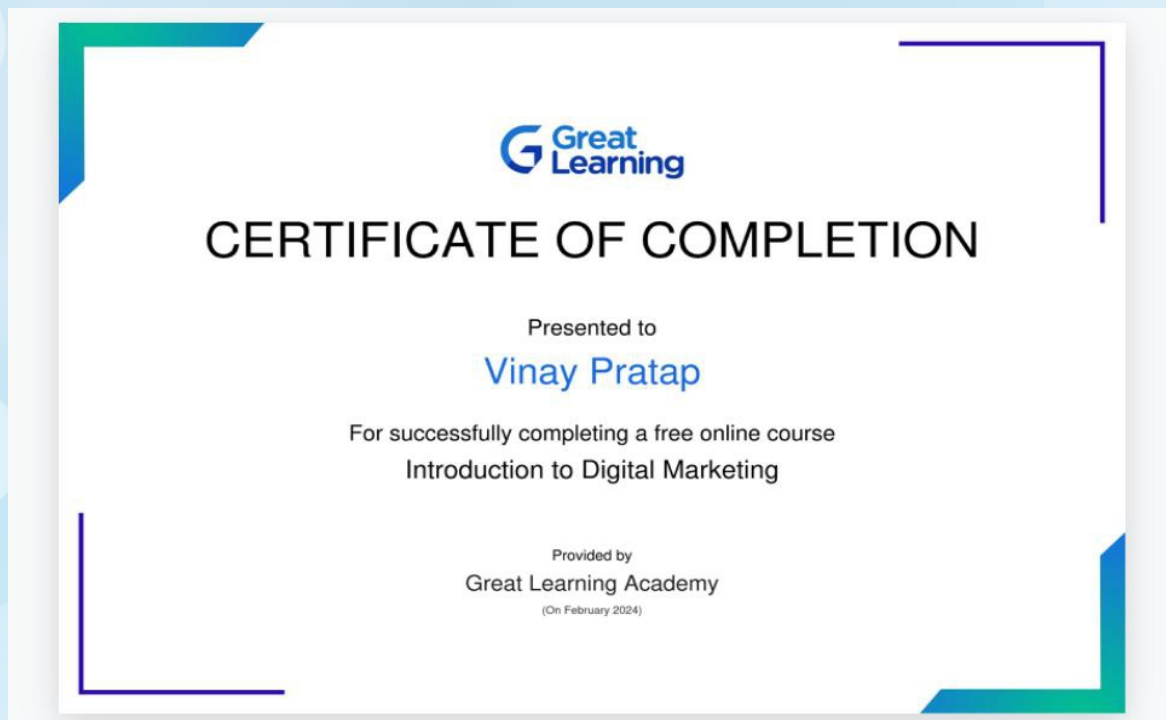 Great
Learning
CERTIFICATE OF COMPLETION
Presented to
Vinay Pratap
For successfully completing a free online course
Introduction to Digital Marketing
Provided by
Great Learning Academy
(On February 2024)